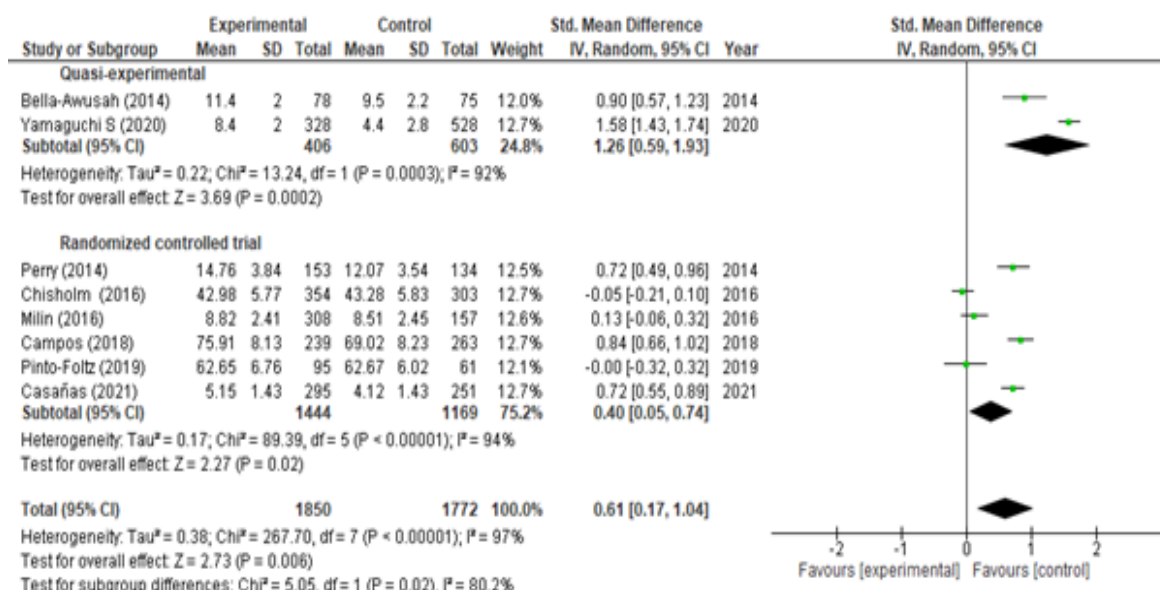 Experimental Control Std. Mean Difference Std. Mean Difference
Study or Subgroup Mean SD Total Mean SD Total Weight IV, Random, 95% CI Year IV, Random, 95% CI
Quasi-experimental
Bella-Awusah (2014) 11.4 2 78 9.5 2.2 75 12.0% 0.90 [0.57, 1.23] 2014
Yamaguchi S (2020) 8.4 2 328 4.4 2.8 528 12.7% 1.58 [1.43, 1.74] 2020
Subtotal (95% CI) 406 603 24.8% 1.26 [0.59, 1.93]
Heterogeneity: Tau² = 0.22; Chi² = 13.24, df = 1 (P = 0.0003); I² = 92%
Test for overall effect: Z = 3.69 (P = 0.0002)
Randomized controlled trial
Perry (2014) 14.76 3.84 153 12.07 3.54 134 12.5% 0.72 [0.49, 0.96] 2014
Chisholm (2016) 42.98 5.77 354 43.28 5.83 303 12.7% -0.05 [-0.21, 0.10] 2016
Milin (2016) 8.82 2.41 308 8.51 2.45 157 12.6% 0.13 [-0.06, 0.32] 2016
Campos (2018) 75.91 8.13 239 69.02 8.23 263 12.7% 0.84 [0.66, 1.02] 2018
Pinto-Foltz (2019) 62.65 6.76 95 62.67 6.02 61 12.1% -0.00 [-0.32, 0.32] 2019
Casañas (2021) 5.15 1.43 295 4.12 1.43 251 12.7% 0.72 [0.55, 0.89] 2021
Subtotal (95% CI) 1444 1169 75.2% 0.40 [0.05, 0.74]
Heterogeneity: Tau² = 0.17; Chi² = 89.39, df = 5 (P < 0.00001); I² = 94%
Test for overall effect: Z = 2.27 (P = 0.02)
Total (95% CI) 1850 1772 100.0% 0.61 [0.17, 1.04]
Heterogeneity: Tau² = 0.38; Chi² = 267.70, df = 7 (P < 0.00001); I² = 97%
Test for overall effect: Z = 2.73 (P = 0.006)
Test for subgroup differences: Chi² = 5.05, df = 1 (P = 0.02), I² = 80.2%
-2 -1 0 1 2
Favours [experimental] Favours [control]